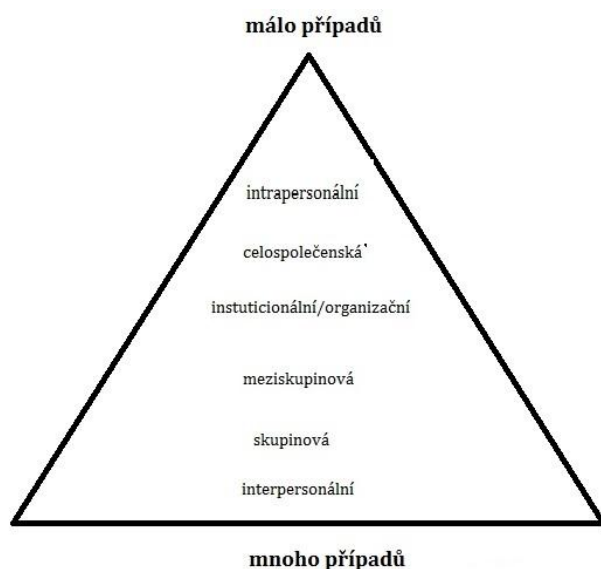 málo případů
intrapersonální
celospolečenská'
instuticionální/organizační
meziskupinová
skupinová
interpersonální
mnoho případů